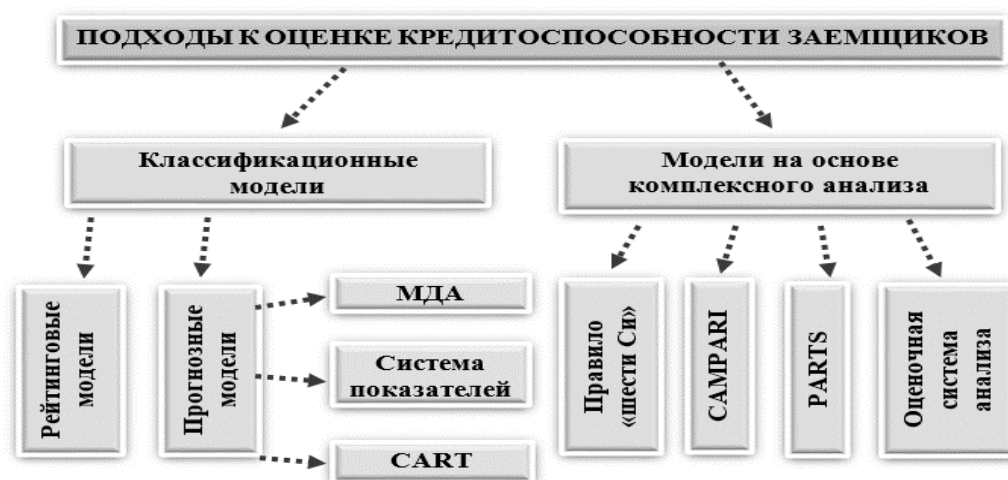 ПОДХОДЫ К ОЦЕНКЕ КРЕДИТОСПОСОБНОСТИ ЗАЕМЩИКОВ
Классификационные
модели
Модели на основе
комплексного анализа
Рейтинговые
модели
Прогнозные
модели
МДА
Система
показателей
CART
Правило
«шести Си»
CAMPARI
PARTS
Оценочная
система
анализа